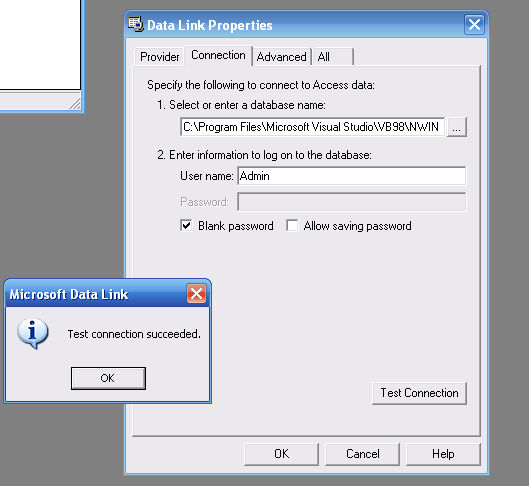 Data Link Properties
Provider Connection Advanced All
Specify the following to connect to Access data:
1. Select or enter a database name:
C:\Program Files\Microsoft Visual Studio\VB98\NWIN ...
2. Enter information to log on to the database:
User name: Admin
Password:
Blank password Allow saving password
Test Connection
OK Cancel Help
Microsoft Data Link
Test connection succeeded.
OK